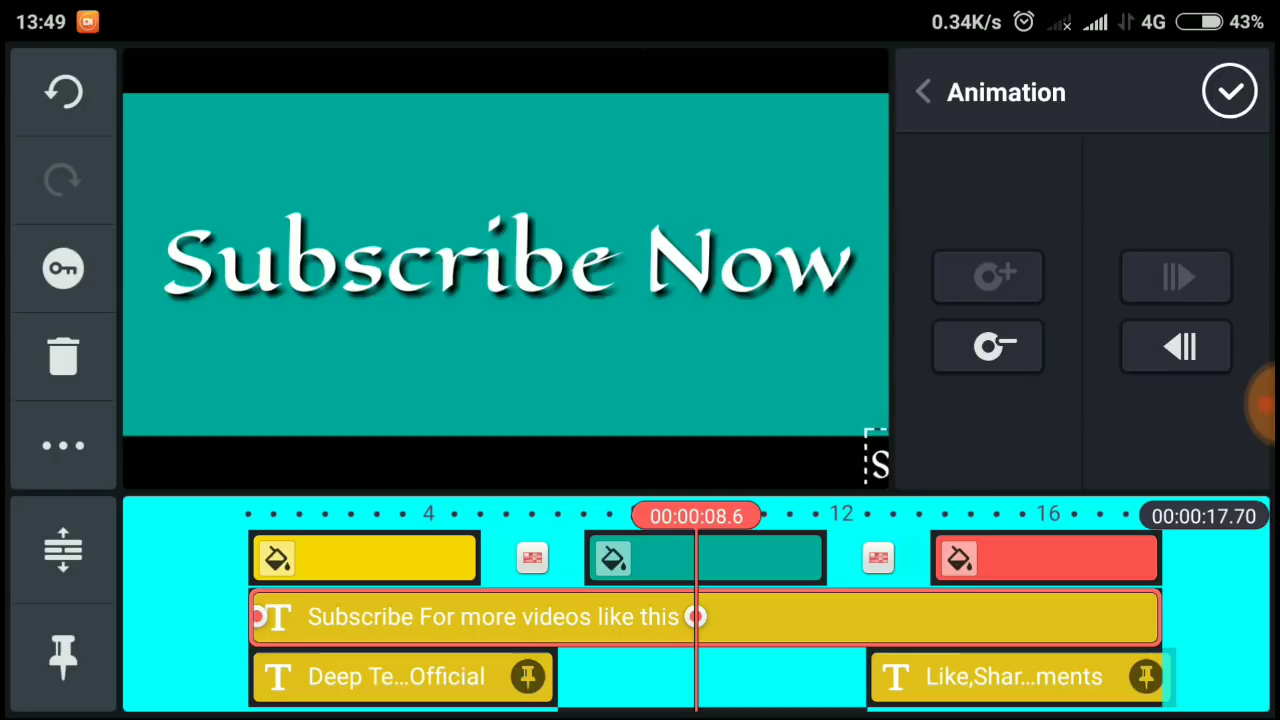 13:49
0.34K/s 4G 43%
Animation
Subscribe Now
S
4 00:00:08.6 12 16 00:00:17.70
T Subscribe For more videos like this
T Deep Te...Official
T Like,Shar...ments